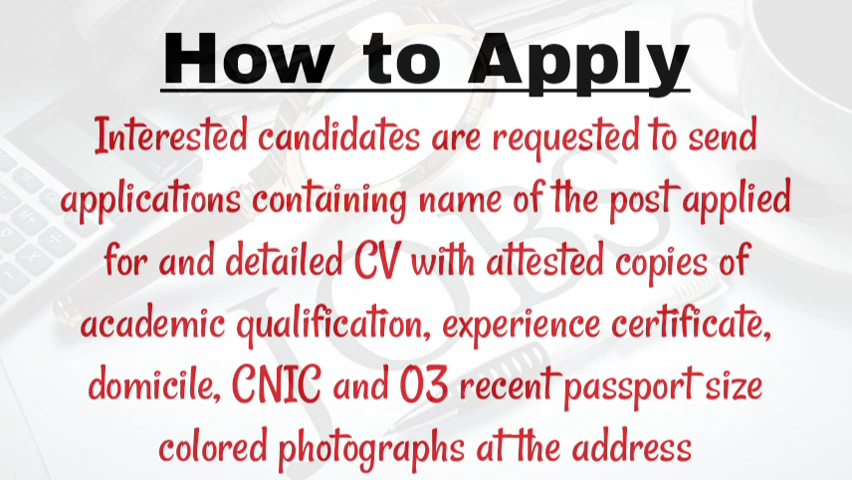 How to Apply
Interested candidates are requested to send
applications containing name of the post applied
for and detailed CV with attested copies of
academic qualification, experience certificate,
domicile, CNIC and 03 recent passport size
colored photographs at the address
JOBS